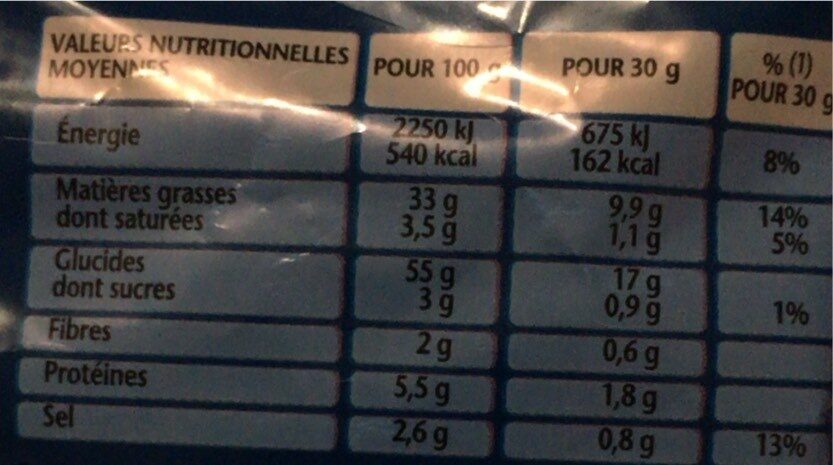 VALEURS NUTRITIONNELLES MOYENNES POUR 100 g POUR 30 g % (1) POUR 30 g
Énergie 2250 kJ 540 kcal 675 kJ 162 kcal 8%
Matières grasses 33 g 9,9 g 14%
dont saturées 3,5 g 1,1 g 5%
Glucides 55 g 17 g
dont sucres 3 g 0,9 g 1%
Fibres 2 g 0,6 g
Protéines 5,5 g 1,8 g
Sel 2,6 g 0,8 g 13%